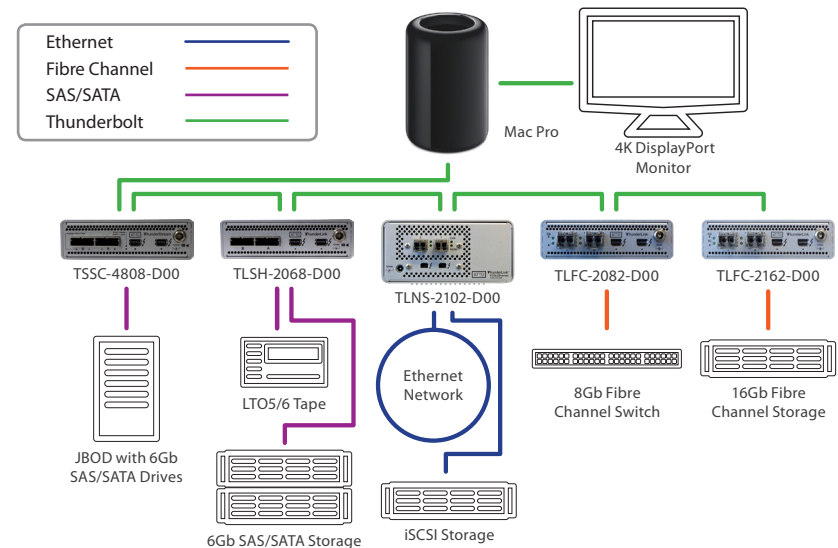 Ethernet
Fibre Channel
SAS/SATA
Thunderbolt
Mac Pro
4K DisplayPort
Monitor
TSSC-4808-D00
TLSH-2068-D00
TLNS-2102-D00
TLFC-2082-D00
TLFC-2162-D00
JBOD with 6Gb
SAS/SATA Drives
LTO5/6 Tape
6Gb SAS/SATA Storage
Ethernet
Network
iSCSI Storage
8Gb Fibre
Channel Switch
16Gb Fibre
Channel Storage